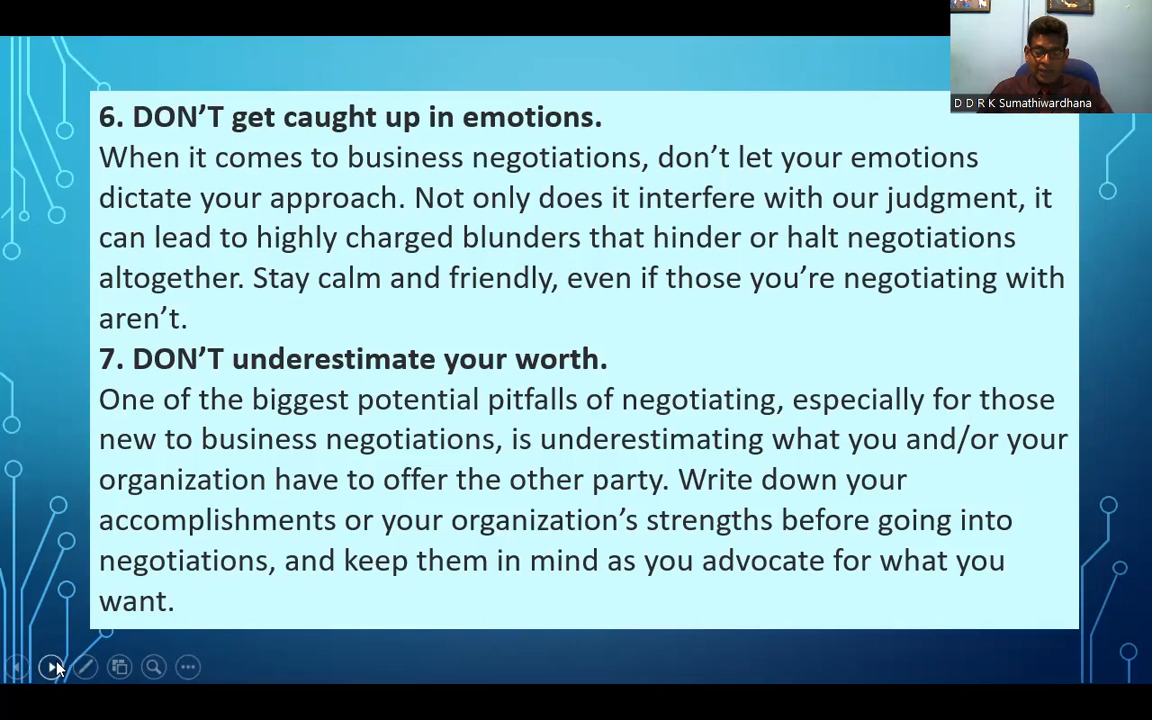 D D R K Sumathiwardhana
6. DON’T get caught up in emotions.
When it comes to business negotiations, don’t let your emotions
dictate your approach. Not only does it interfere with our judgment, it
can lead to highly charged blunders that hinder or halt negotiations
altogether. Stay calm and friendly, even if those you’re negotiating with
aren’t.
7. DON’T underestimate your worth.
One of the biggest potential pitfalls of negotiating, especially for those
new to business negotiations, is underestimating what you and/or your
organization have to offer the other party. Write down your
accomplishments or your organization’s strengths before going into
negotiations, and keep them in mind as you advocate for what you
want.